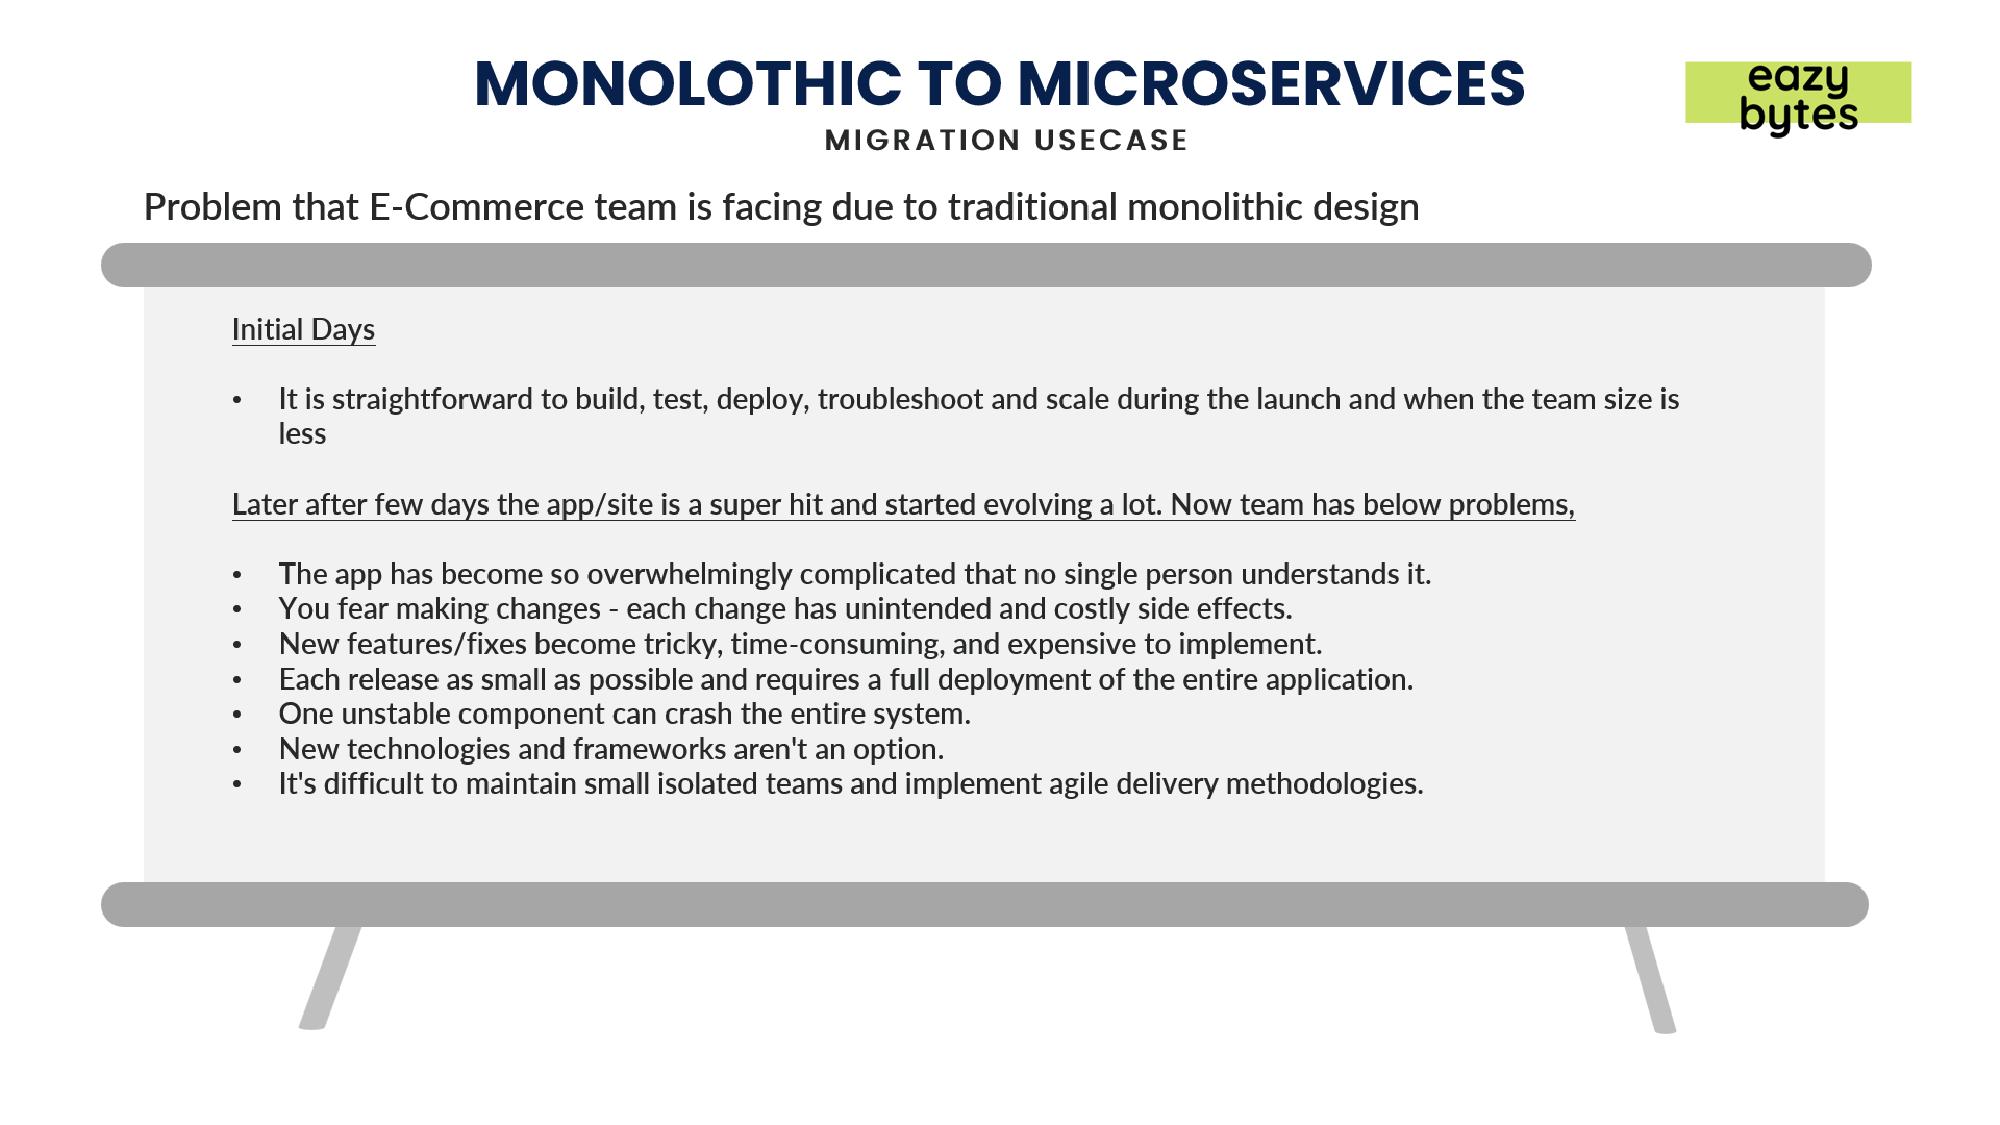 MONOLOTHIC TO MICROSERVICES
MIGRATION USECASE
eazy
bytes
Problem that E-Commerce team is facing due to traditional monolithic design
Initial Days
• It is straightforward to build, test, deploy, troubleshoot and scale during the launch and when the team size is
less
Later after few days the app/site is a super hit and started evolving a lot. Now team has below problems,
• The app has become so overwhelmingly complicated that no single person understands it.
• You fear making changes - each change has unintended and costly side effects.
• New features/fixes become tricky, time-consuming, and expensive to implement.
• Each release as small as possible and requires a full deployment of the entire application.
• One unstable component can crash the entire system.
• New technologies and frameworks aren't an option.
• It's difficult to maintain small isolated teams and implement agile delivery methodologies.